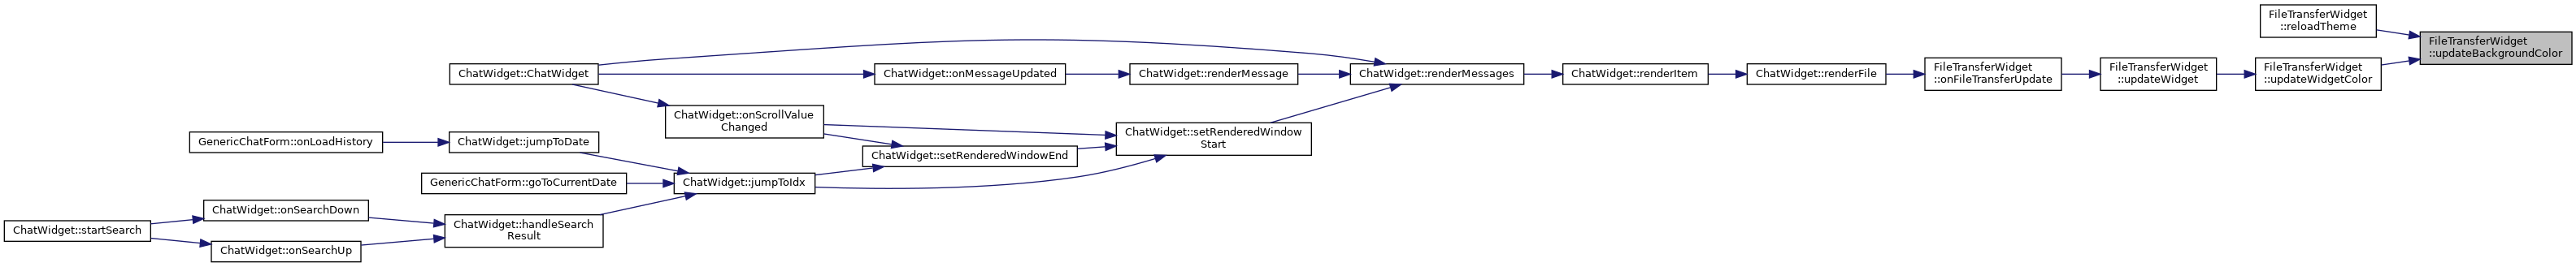 FileTransferWidget
::reloadTheme
FileTransferWidget
::updateBackgroundColor
ChatWidget::ChatWidget
ChatWidget::onMessageUpdated
ChatWidget::renderMessage
ChatWidget::renderMessages
ChatWidget::renderItem
ChatWidget::renderFile
FileTransferWidget
::onFileTransferUpdate
FileTransferWidget
::updateWidget
FileTransferWidget
::updateWidgetColor
ChatWidget::onScrollValue
Changed
ChatWidget::setRenderedWindow
Start
GenericChatForm::onLoadHistory
ChatWidget::jumpToDate
ChatWidget::setRenderedWindowEnd
GenericChatForm::goToCurrentDate
ChatWidget::jumpToIdx
ChatWidget::onSearchDown
ChatWidget::handleSearch
Result
ChatWidget::startSearch
ChatWidget::onSearchUp